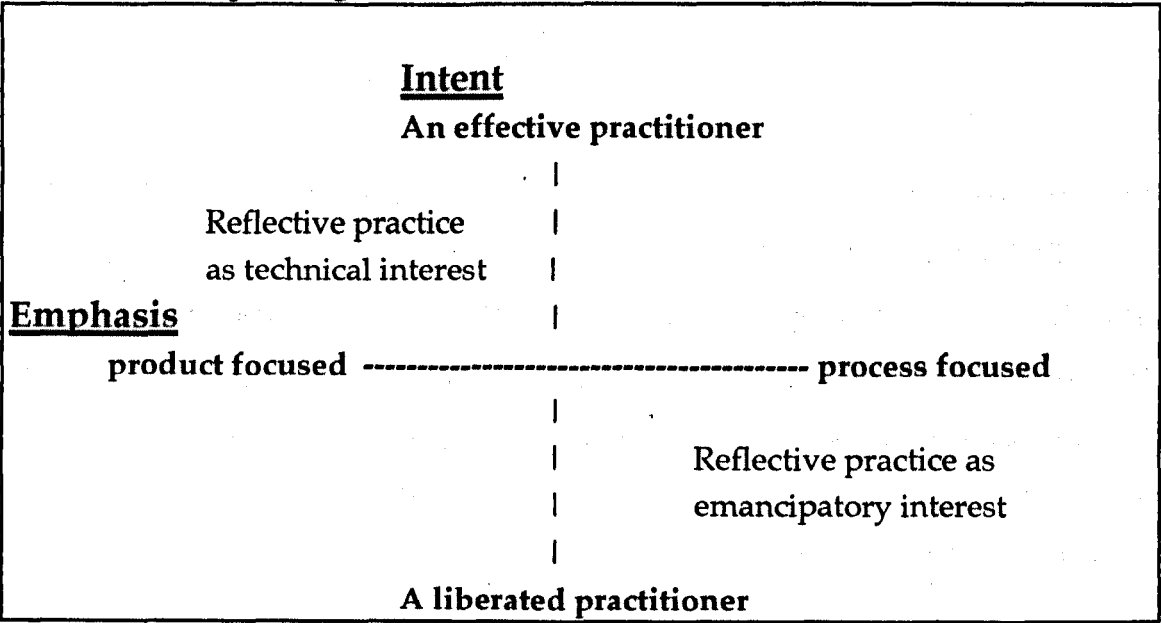 Intent
An effective practitioner
Reflective practice
as technical interest
Emphasis
product focused
process focused
Reflective practice as
emancipatory interest
A liberated practitioner